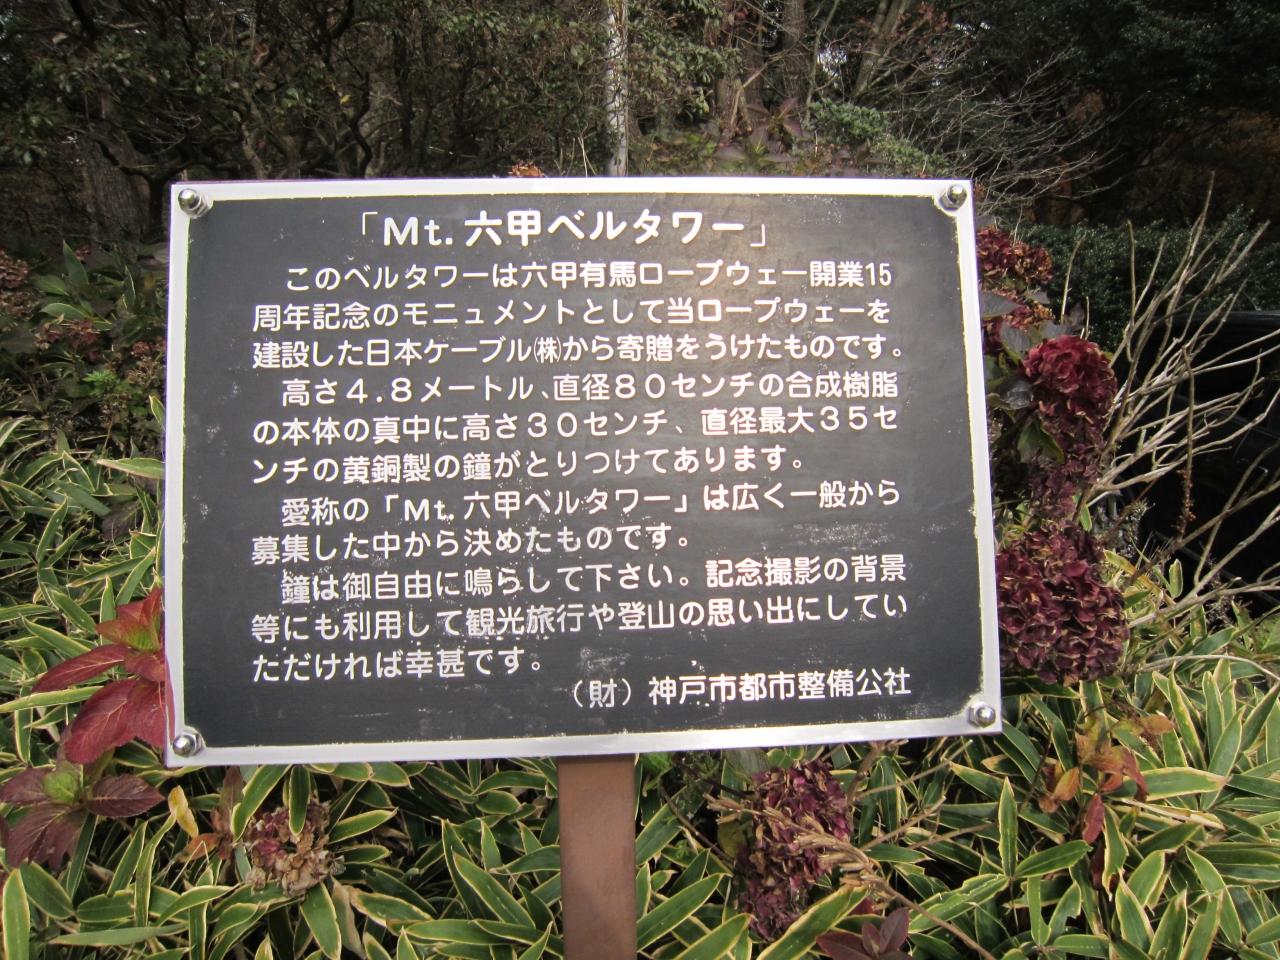 「Mt.六甲ベルタワー」
このベルタワーは六甲有馬ロープウェー開業15
周年記念のモニュメントとして当ロープウェーを
建設した日本ケーブル㈱から寄贈をうけたものです。
高さ4.8メートル、直径80センチの合成樹脂
の本体の真中に高さ30センチ、直径最大35セ
ンチの黄銅製の鐘がとりつけてあります。
愛称の「Mt.六甲ベルタワー」は広く一般から
募集した中から決めたものです。
鐘は御自由に鳴らして下さい。記念撮影の背景
等にも利用して観光旅行や登山の思い出にしてい
ただければ幸甚です。
（財）神戸市都市整備公社